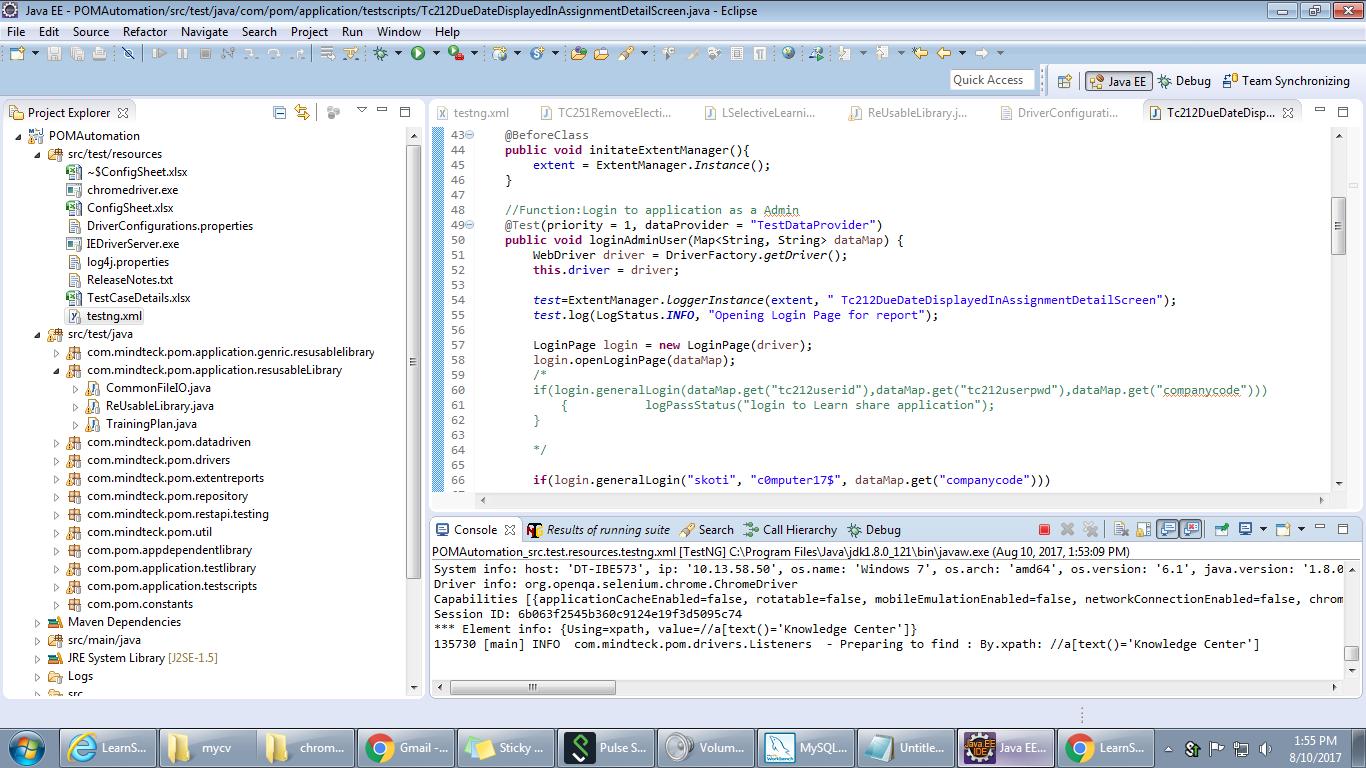 Java EE - POMAutomation/src/test/java/com/pom/application/testscripts/Tc212DueDateDisplayedInAssignmentDetailScreen.java - Eclipse
File Edit Source Refactor Navigate Search Project Run Window Help
Quick Access Java EE Debug Team Synchronizing
Project Explorer
POMAutomation
src/test/resources
~$ConfigSheet.xlsx
chromedriver.exe
ConfigSheet.xlsx
DriverConfigurations.properties
IEDriverServer.exe
log4j.properties
ReleaseNotes.txt
TestCaseDetails.xlsx
testng.xml
src/test/java
com.mindteck.pom.application.genric.resusablelibrary
com.mindteck.pom.application.resusableLibrary
CommonFileIO.java
ReUsableLibrary.java
TrainingPlan.java
com.mindteck.pom.datadriven
com.mindteck.pom.drivers
com.mindteck.pom.extentreports
com.mindteck.pom.repository
com.mindteck.pom.restapi.testing
com.mindteck.pom.util
com.pom.appdependentlibrary
com.pom.application.testlibrary
com.pom.application.testscripts
com.pom.constants
Maven Dependencies
src/main/java
JRE System Library [J2SE-1.5]
Logs
src
testng.xml TC251RemoveElecti... LSelectiveLearni... ReUsableLibrary.j... DriverConfigurati... Tc212DueDateDisp...
43 @BeforeClass
44 public void initateExtentManager(){
45 extent = ExtentManager.Instance();
46 }
47
48 //Function:Login to application as a Admin
49 @Test(priority = 1, dataProvider = "TestDataProvider")
50 public void loginAdminUser(Map<String, String> dataMap) {
51 WebDriver driver = DriverFactory.getDriver();
52 this.driver = driver;
53
54 test=ExtentManager.loggerInstance(extent, " Tc212DueDateDisplayedInAssignmentDetailScreen");
55 test.log(LogStatus.INFO, "Opening Login Page for report");
56
57 LoginPage login = new LoginPage(driver);
58 login.openLoginPage(dataMap);
59 /*
60 if(login.generalLogin(dataMap.get("tc212userid"),dataMap.get("tc212userpwd"),dataMap.get("companycode")))
61 { logPassStatus("login to Learn share application");
62 }
63
64 */
65
66 if(login.generalLogin("skoti", "c0mputer17$", dataMap.get("companycode")))
Console Results of running suite Search Call Hierarchy Debug
POMAutomation_src.test.resources.testng.xml [TestNG] C:\Program Files\Java\jdk1.8.0_121\bin\javaw.exe (Aug 10, 2017, 1:53:09 PM)
System info: host: 'DT-IBE573', ip: '10.13.58.50', os.name: 'Windows 7', os.arch: 'amd64', os.version: '6.1', java.version: '1.8.0
Driver info: org.openqa.selenium.chrome.ChromeDriver
Capabilities [{applicationCacheEnabled=false, rotatable=false, mobileEmulationEnabled=false, networkConnectionEnabled=false, chrom
Session ID: 6b063f2545b360c9124e19f3d5095c74
*** Element info: {Using=xpath, value=//a[text()='Knowledge Center']}
135730 [main] INFO com.mindteck.pom.drivers.Listeners - Preparing to find : By.xpath: //a[text()='Knowledge Center']
LearnS... mycv chrom... Gmail -... Sticky ... Pulse S... Volum... MySQL... Untitle... Java EE... LearnS...
1:55 PM
8/10/2017